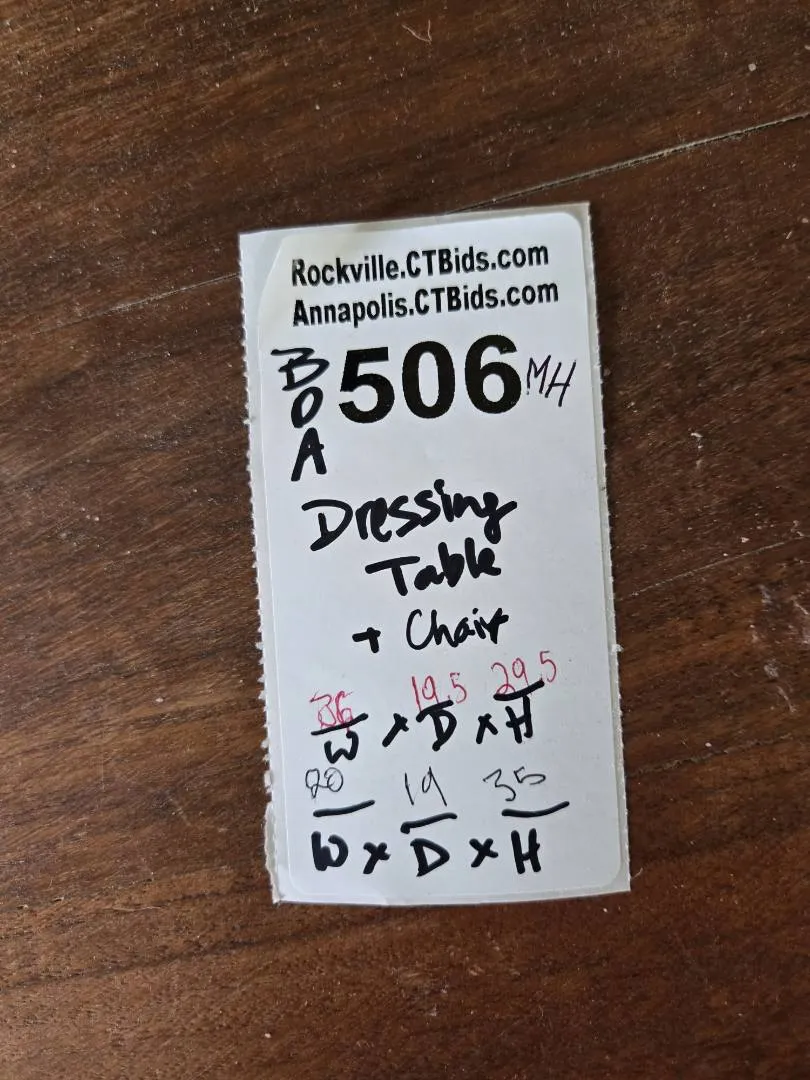 Rockville.CTBids.com
Annapolis.CTBids.com
BOA
506 MH
Dressing
Table
+ Chair
36 19.5 29.5
W x D x H
20 19 35
W x D x H